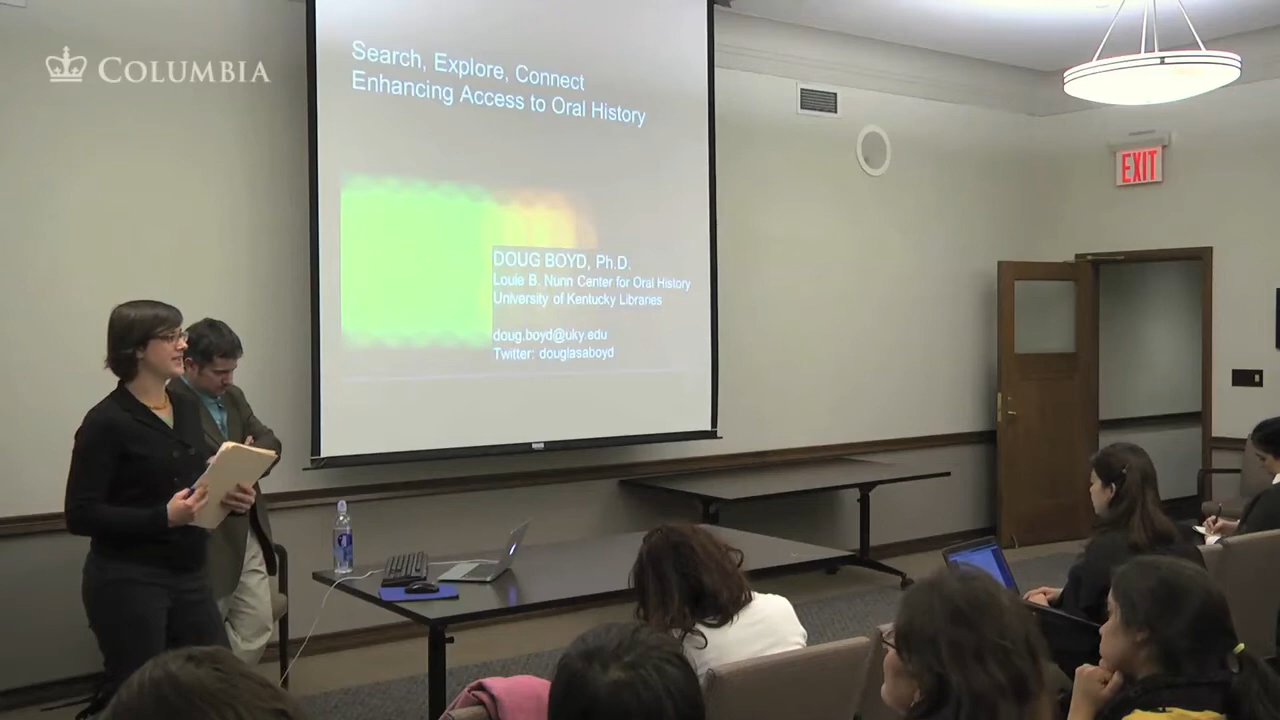 COLUMBIA
Search, Explore, Connect
Enhancing Access to Oral History
DOUG BOYD, Ph.D.
Louie B. Nunn Center for Oral History
University of Kentucky Libraries
doug.boyd@uky.edu
Twitter: douglasaboyd
EXIT